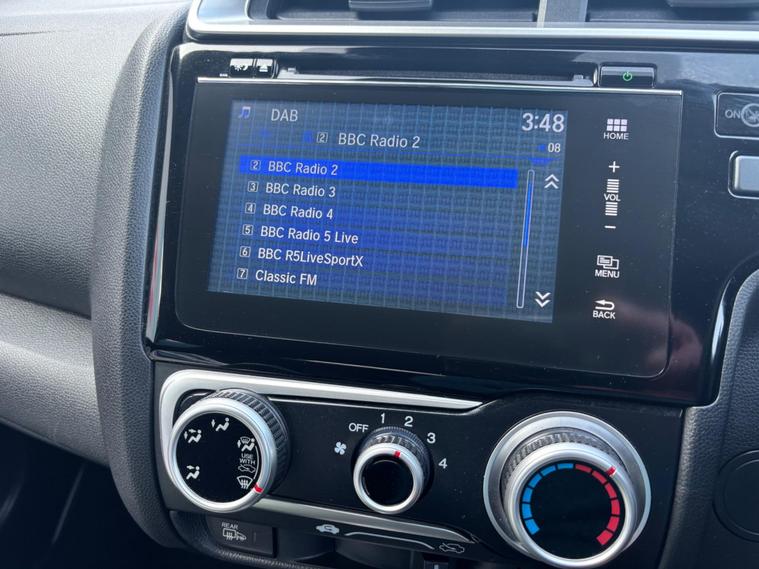 DAB
3:48
2 BBC Radio 2
08
2 BBC Radio 2
3 BBC Radio 3
4 BBC Radio 4
5 BBC Radio 5 Live
6 BBC R5LiveSportX
7 Classic FM
HOME
+
VOL
−
MENU
BACK
ON
OFF 1 2 3 4
USE
WITH
REAR